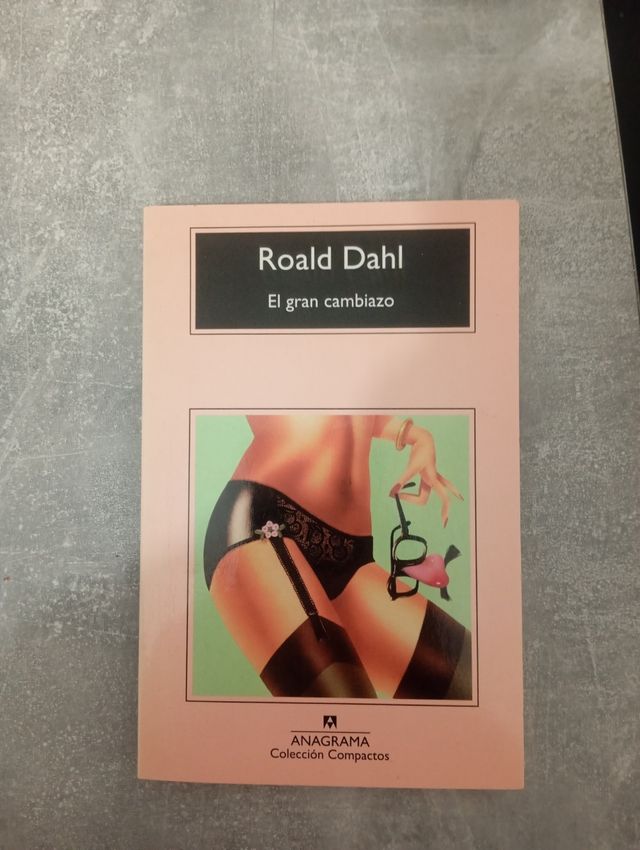 Roald Dahl
El gran cambiazo
ANAGRAMA
Colección Compactos